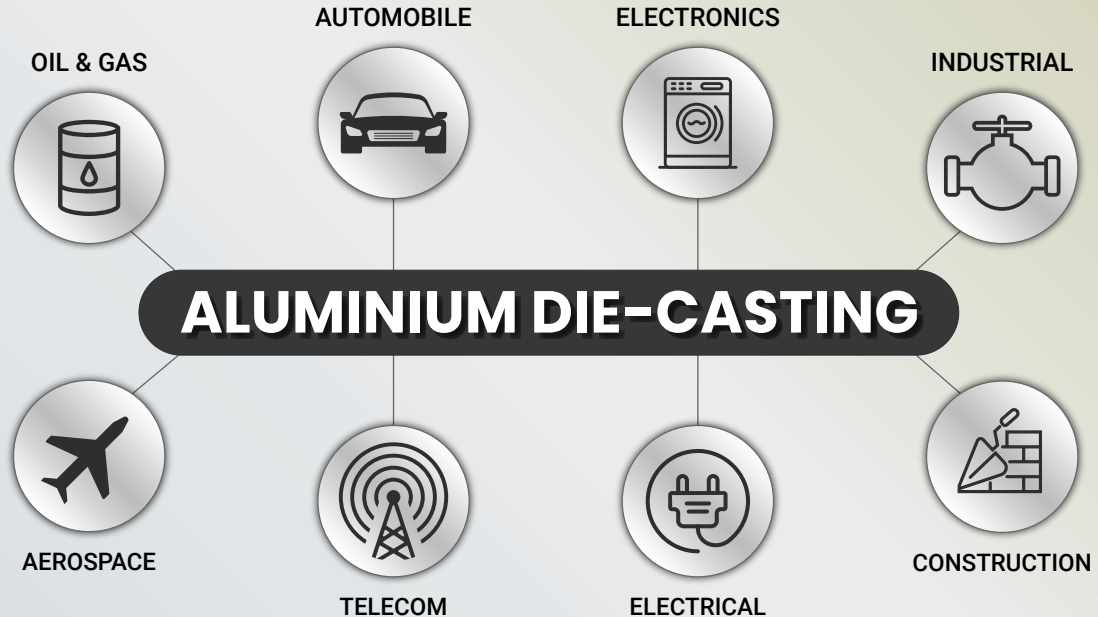 AUTOMOBILE
ELECTRONICS
OIL & GAS
INDUSTRIAL
ALUMINIUM DIE-CASTING
AEROSPACE
CONSTRUCTION
TELECOM
ELECTRICAL